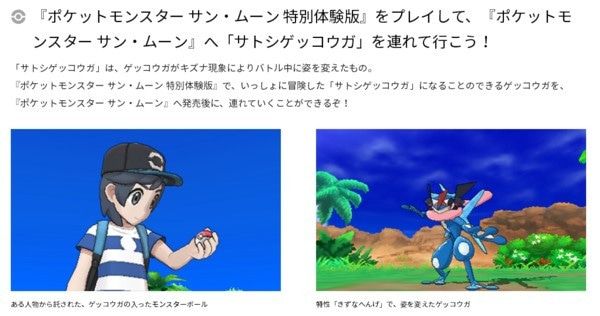 『ポケットモンスター サン・ムーン 特別体験版』をプレイして、『ポケットモ
ンスター サン・ムーン』へ「サトシゲッコウガ」を連れて行こう！
「サトシゲッコウガ」は、ゲッコウガがキズナ現象によりバトル中に姿を変えたもの。
『ポケットモンスター サン・ムーン 特別体験版』で、いっしょに冒険した「サトシゲッコウガ」になることのできるゲッコウガを、
『ポケットモンスター サン・ムーン』へ発売後に、連れていくことができるぞ！
ある人物から託された、ゲッコウガの入ったモンスターボール
特性「きずなへんげ」で、姿を変えたゲッコウガ